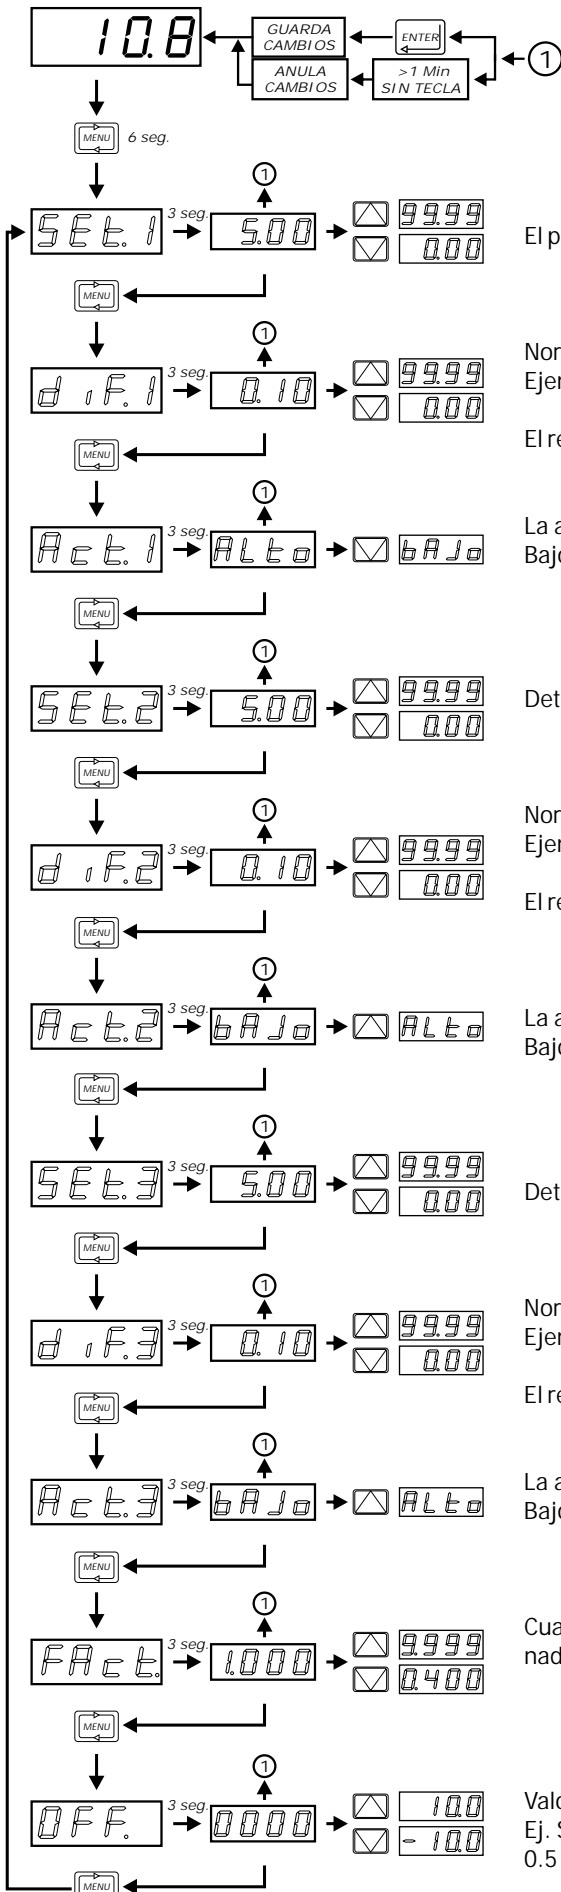 10.8
GUARDA
CAMBIOS
ENTER
1
ANULA
CAMBIOS
>1 Min
SIN TECLA
MENU
6 seg.
1
SEt.1
3 seg.
5.00
99.99
0.00
El p
MENU
1
diF.1
3 seg.
0.10
99.99
0.00
Nor
Ejer
El re
MENU
1
Act.1
3 seg.
ALto
bAJo
La a
Bajo
MENU
1
SEt.2
3 seg.
5.00
99.99
0.00
Det
MENU
1
diF.2
3 seg.
0.10
99.99
0.00
Nor
Ejer
El re
MENU
1
Act.2
3 seg.
bAJo
ALto
La a
Bajo
MENU
1
SEt.3
3 seg.
5.00
99.99
0.00
Det
MENU
1
diF.3
3 seg.
0.10
99.99
0.00
Nor
Ejer
El re
MENU
1
Act.3
3 seg.
bAJo
ALto
La a
Bajo
MENU
1
FAct.
3 seg.
1.000
9.999
0.400
Cua
nad
MENU
1
OFF.
3 seg.
0000
10.0
-10.0
Valo
Ej. S
0.5
MENU